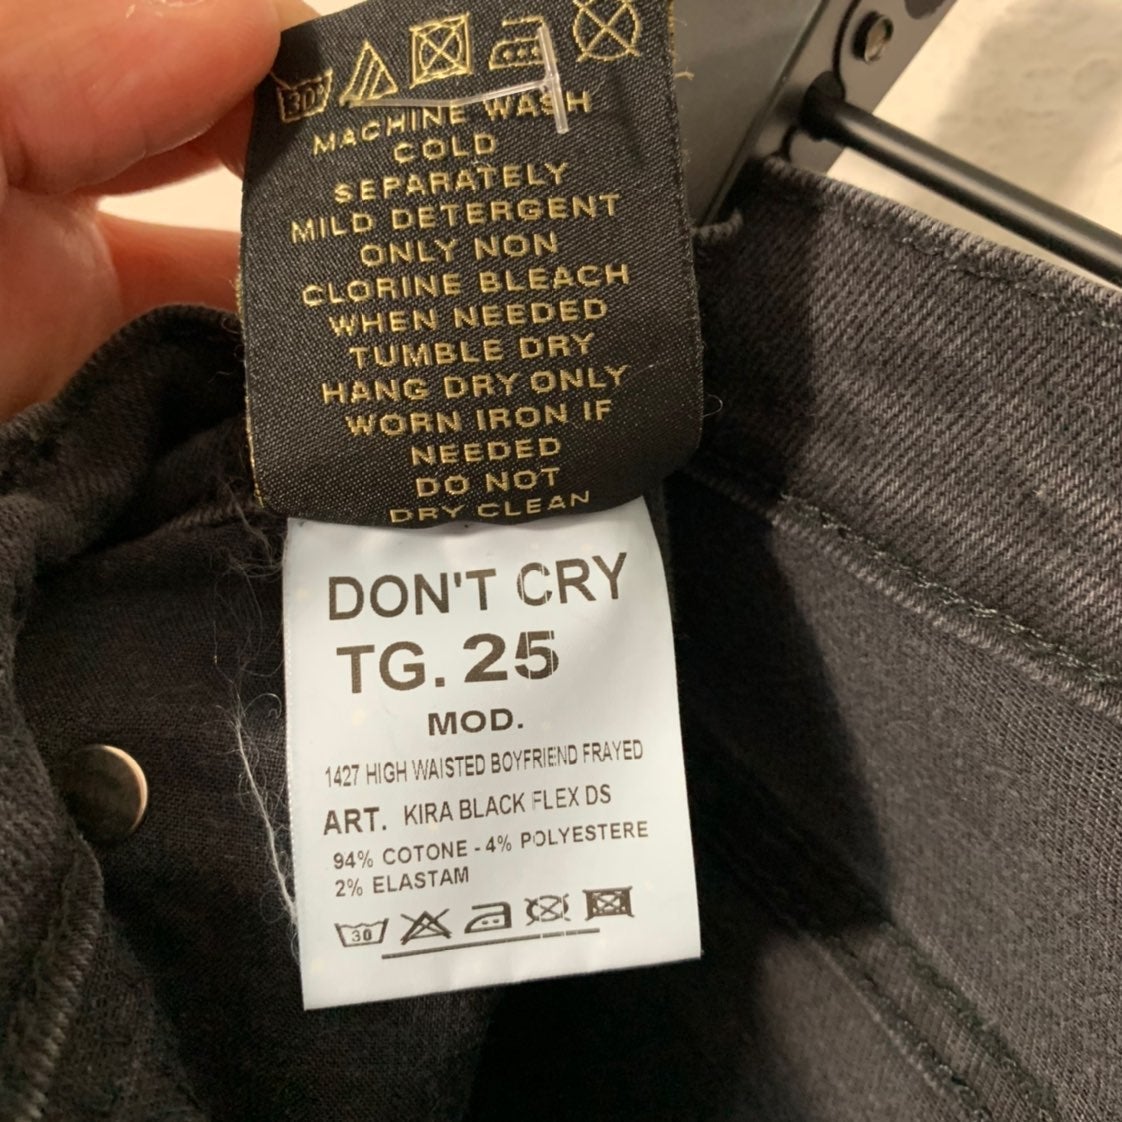 30°
MACHINE WASH
COLD
SEPARATELY
MILD DETERGENT
ONLY NON
CLORINE BLEACH
WHEN NEEDED
TUMBLE DRY
HANG DRY ONLY
WORN IRON IF
NEEDED
DO NOT
DRY CLEAN
DON'T CRY
TG. 25
MOD.
1427 HIGH WAISTED BOYFRIEND FRAYED
ART. KIRA BLACK FLEX DS
94% COTONE - 4% POLYESTERE
2% ELASTAM
30